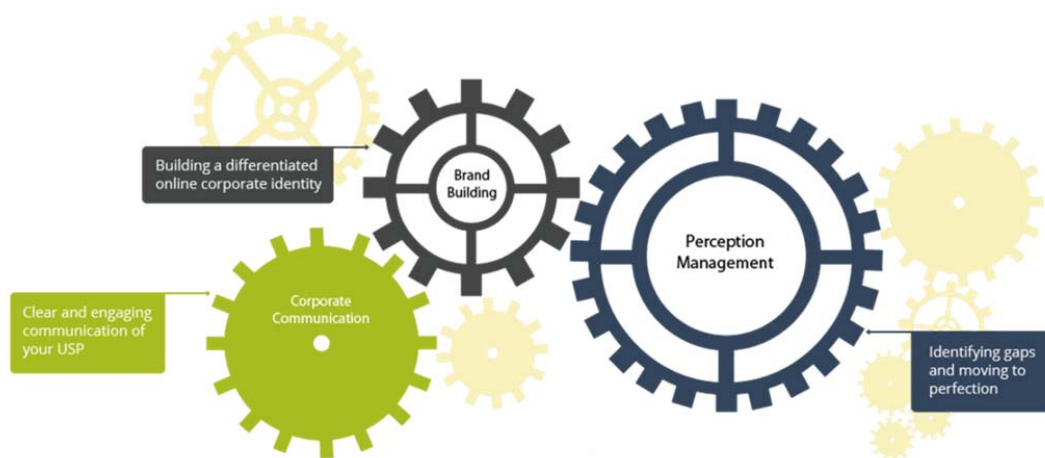 Building a differentiated
online corporate identity
Brand
Building
Perception
Management
Clear and engaging
communication of
your USP
Corporate
Communication
Identifying gaps
and moving to
perfection